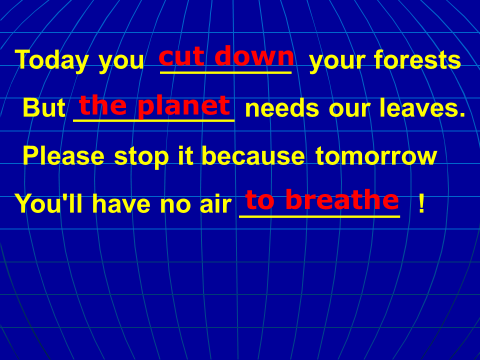 Today you cut down your forests
But the planet needs our leaves.
Please stop it because tomorrow
You'll have no air to breathe !